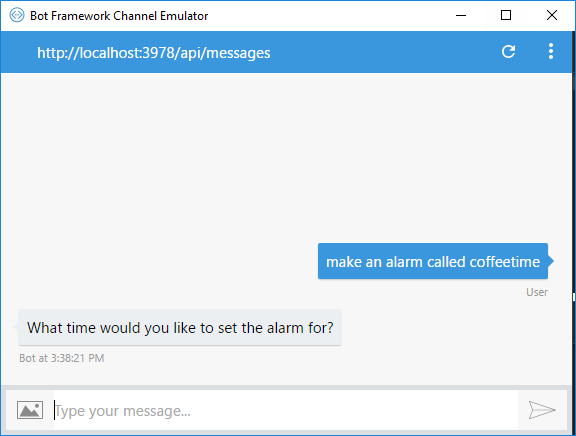 Bot Framework Channel Emulator
http://localhost:3978/api/messages
make an alarm called coffeetime
User
What time would you like to set the alarm for?
Bot at 3:38:21 PM
Type your message...